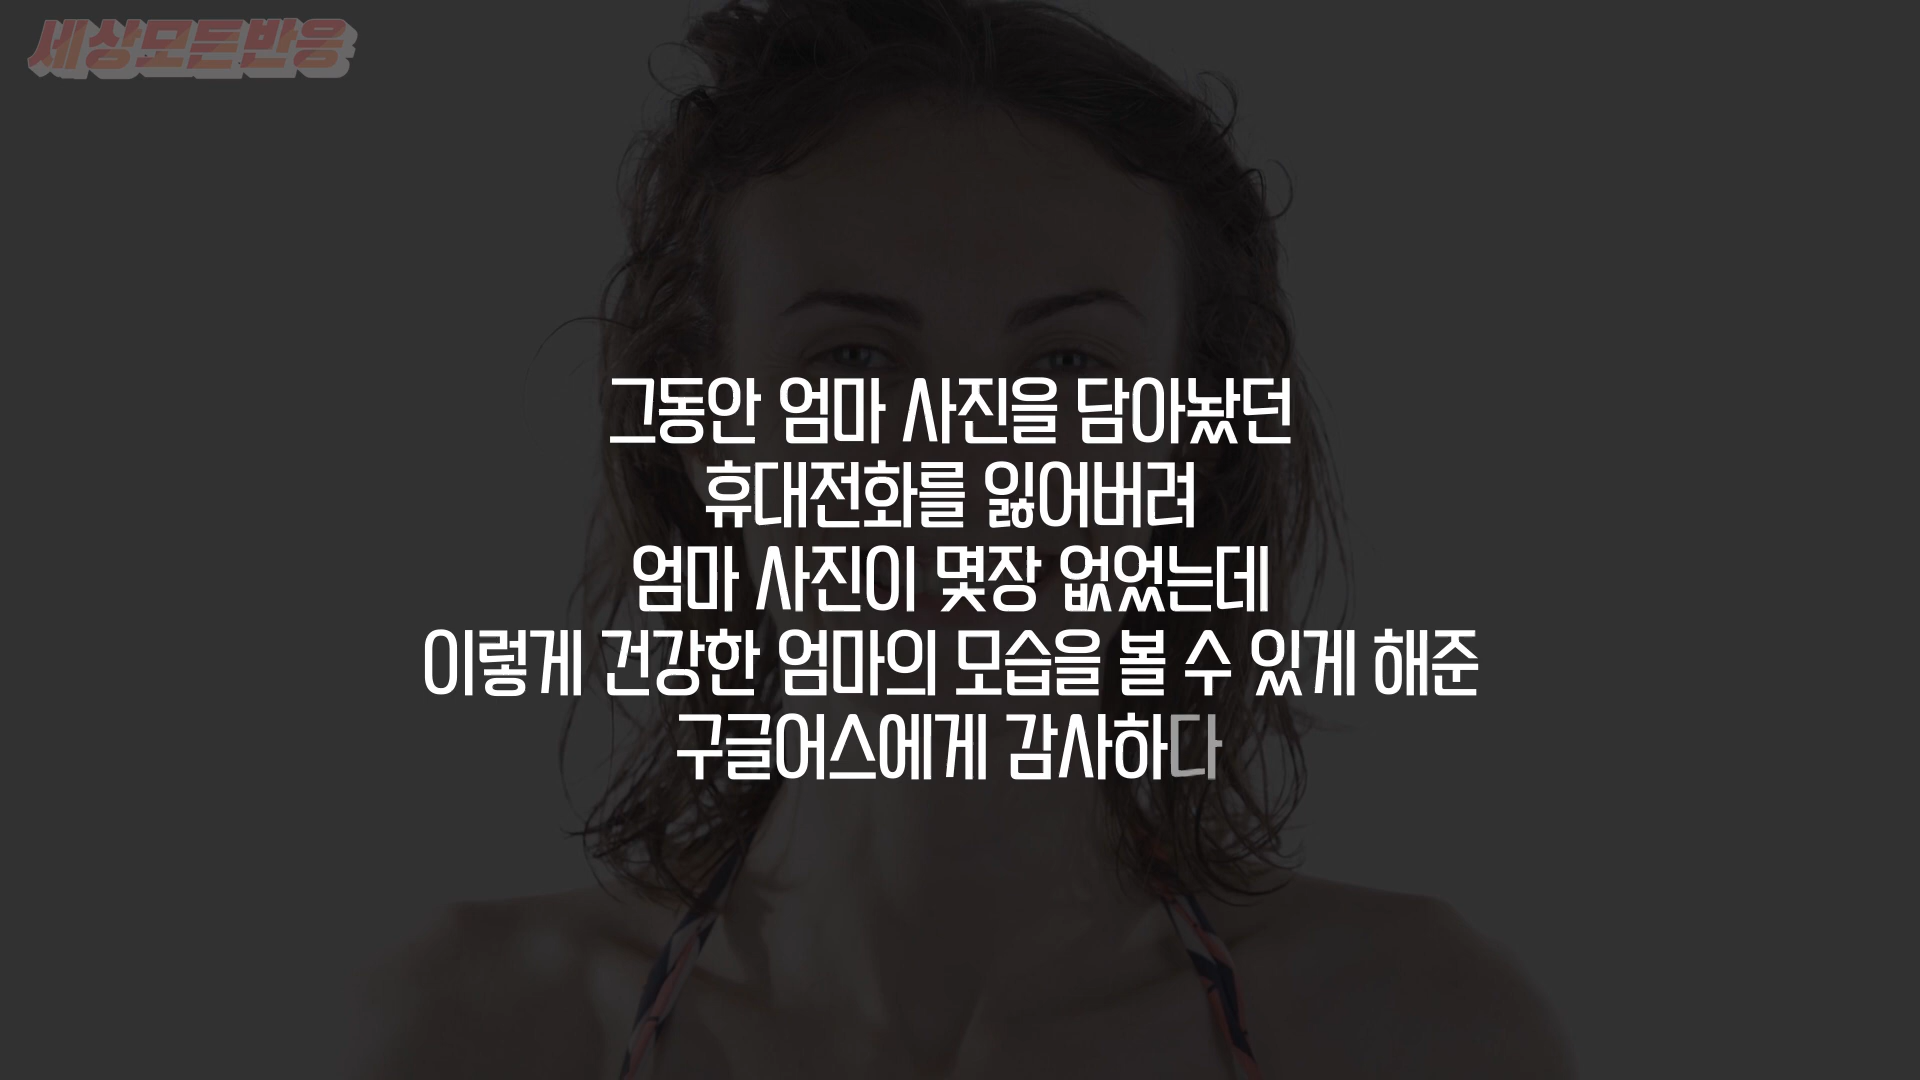 세상모든반응
그동안 엄마 사진을 담아놨던
휴대전화를 잃어버려
엄마 사진이 몇장 없었는데
이렇게 건강한 엄마의 모습을 볼 수 있게 해준
구글어스에게 감사하다